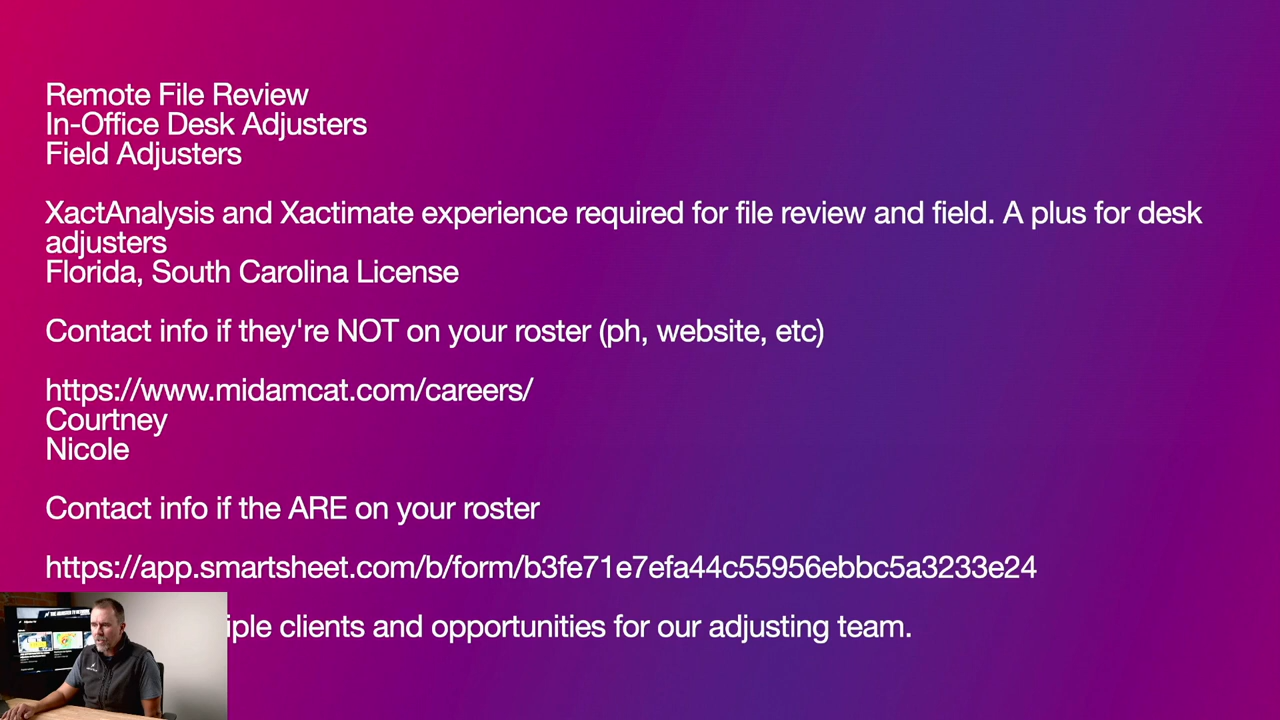 Remote File Review
In-Office Desk Adjusters
Field Adjusters
XactAnalysis and Xactimate experience required for file review and field. A plus for desk
adjusters
Florida, South Carolina License
Contact info if they're NOT on your roster (ph, website, etc)
https://www.midamcat.com/careers/
Courtney
Nicole
Contact info if the ARE on your roster
https://app.smartsheet.com/b/form/b3fe71e7efa44c55956ebbc5a3233e24
iple clients and opportunities for our adjusting team.